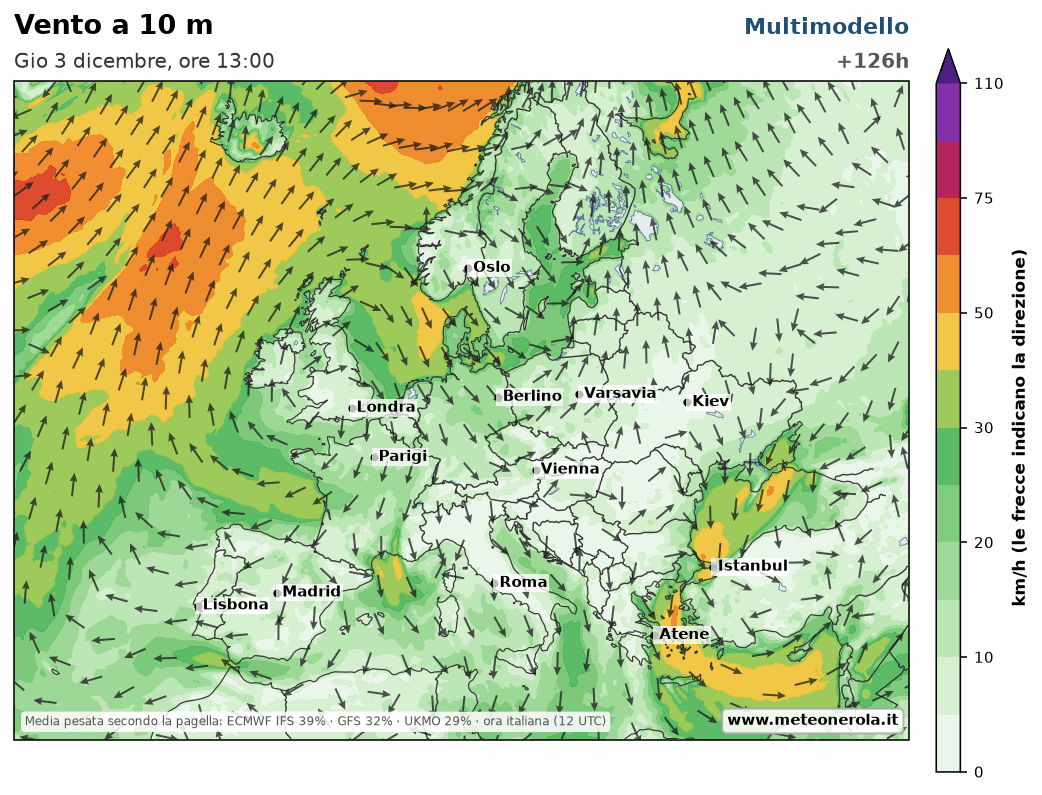 Vento a 10 m
Multimodello
Gio 3 dicembre, ore 13:00
+126h
110
75
50
30
20
10
0
km/h (le frecce indicano la direzione)
Oslo
Berlino
Varsavia
Kiev
Londra
Parigi
Vienna
Istanbul
Roma
Madrid
Lisbona
Atene
Media pesata secondo la pagella: ECMWF IFS 39% · GFS 32% · UKMO 29% · ora italiana (12 UTC)
www.meteonerola.it